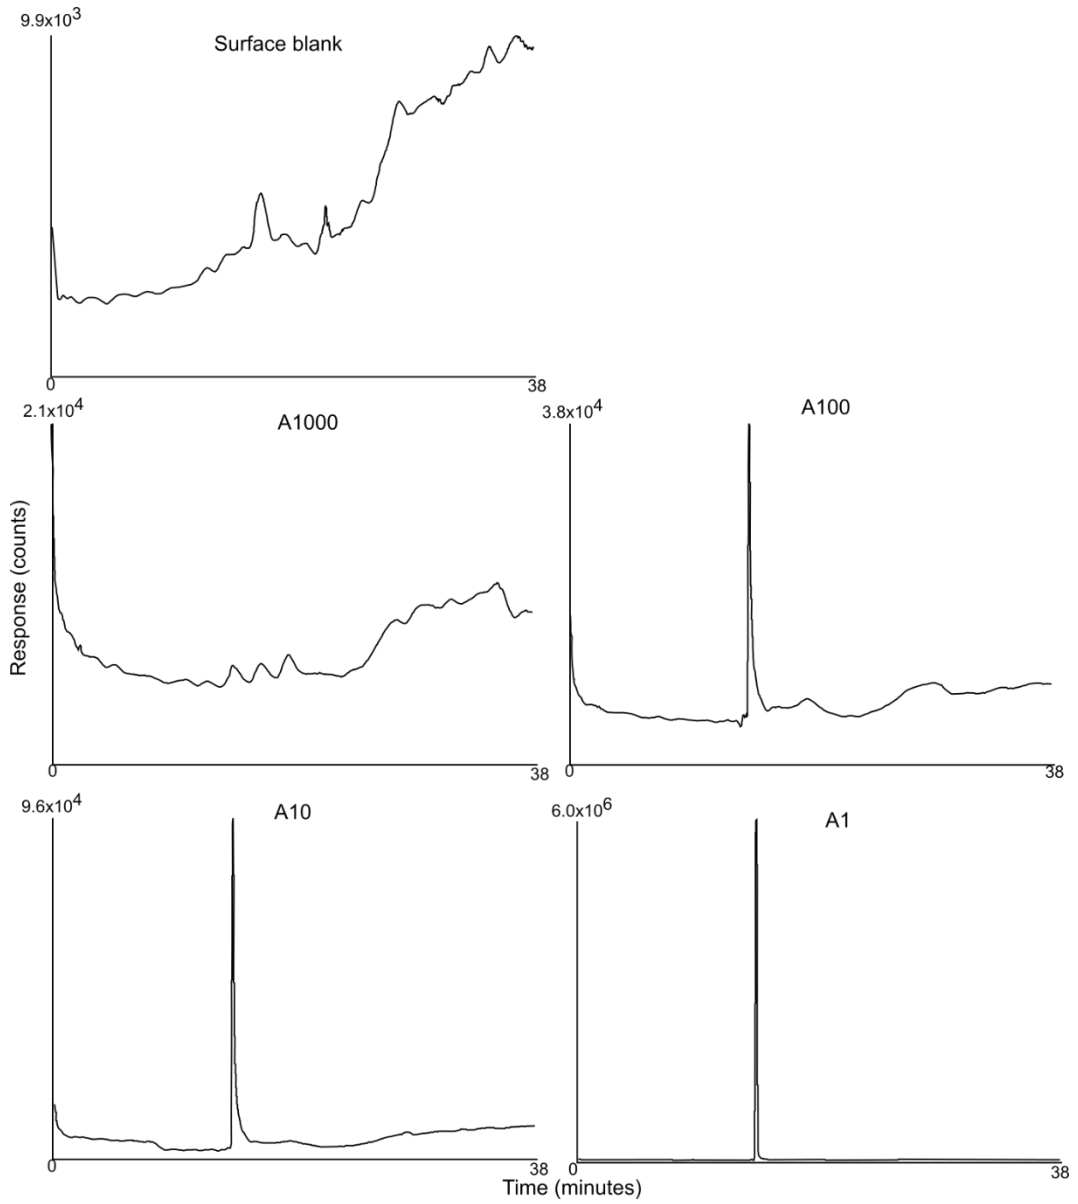 9.9x10³
Surface blank
0
38
2.1x10⁴
A1000
3.8x10⁴
A100
Response (counts)
0
38
0
38
9.6x10⁴
A10
6.0x10⁶
A1
0
38
0
38
Time (minutes)